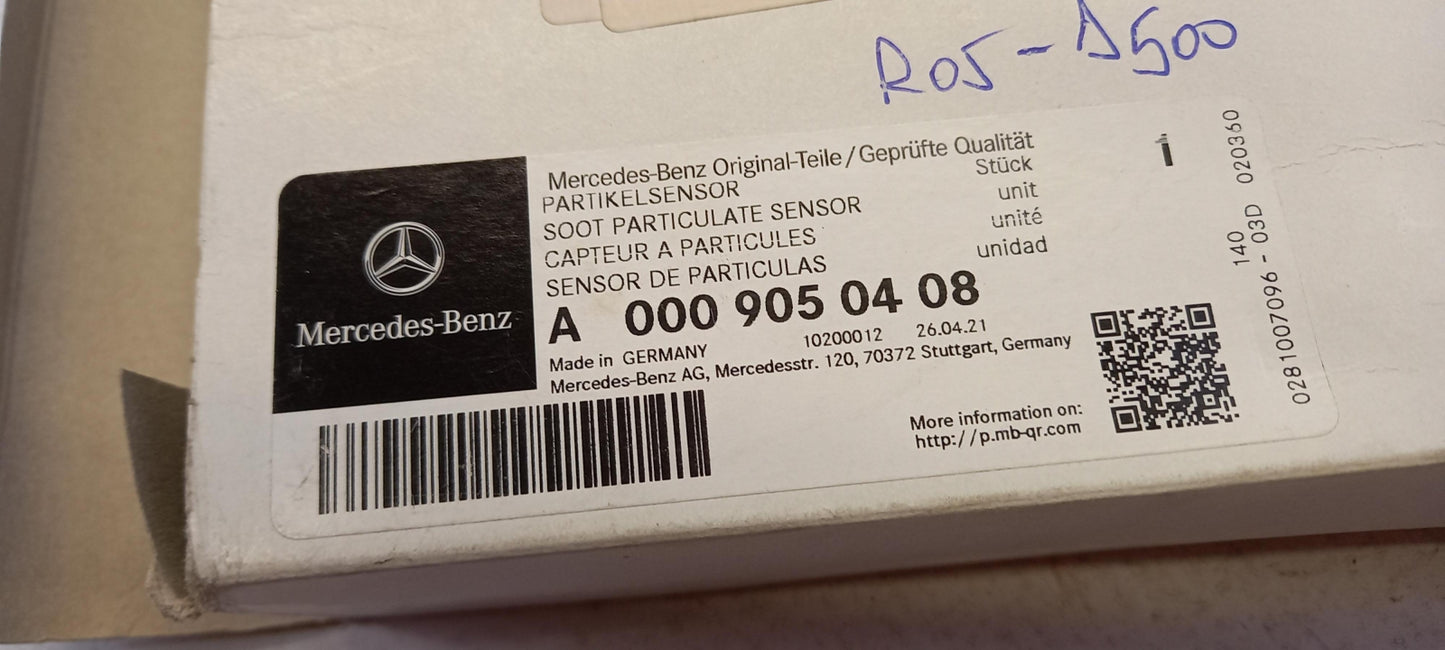 R05-A500
Mercedes-Benz Original-Teile / Geprüfte Qualität
PARTIKELSENSOR Stück
SOOT PARTICULATE SENSOR unit
CAPTEUR A PARTICULES unité
SENSOR DE PARTICULAS unidad
1
A 000 905 04 08
Made in GERMANY 10200012 26.04.21
Mercedes-Benz AG, Mercedesstr. 120, 70372 Stuttgart, Germany
Mercedes-Benz
More information on:
http://p.mb-qr.com
140 020360
0281007096 - 03D